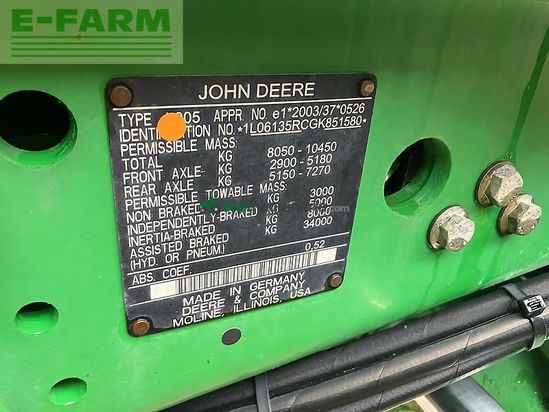 E-FARM
JOHN DEERE
TYPE 05 APPR. NO. e1*2003/37*0526
IDENTIFICATION NO. *1L06135RCGK851580*
PERMISSIBLE MASS:
TOTAL KG 8050 - 10450
FRONT AXLE- KG 2900 - 5180
REAR AXLE- KG 5150 - 7270
PERMISSIBLE TOWABLE MASS:
NON BRAKED- KG 3000
INDEPENDENTLY-BRAKED KG 5000
INERTIA-BRAKED KG 8000
ASSISTED BRAKED KG 34000
(HYD. OR PNEUM)
ABS. COEF. 0,52
MADE IN GERMANY
DEERE & COMPANY
MOLINE, ILLINOIS, USA